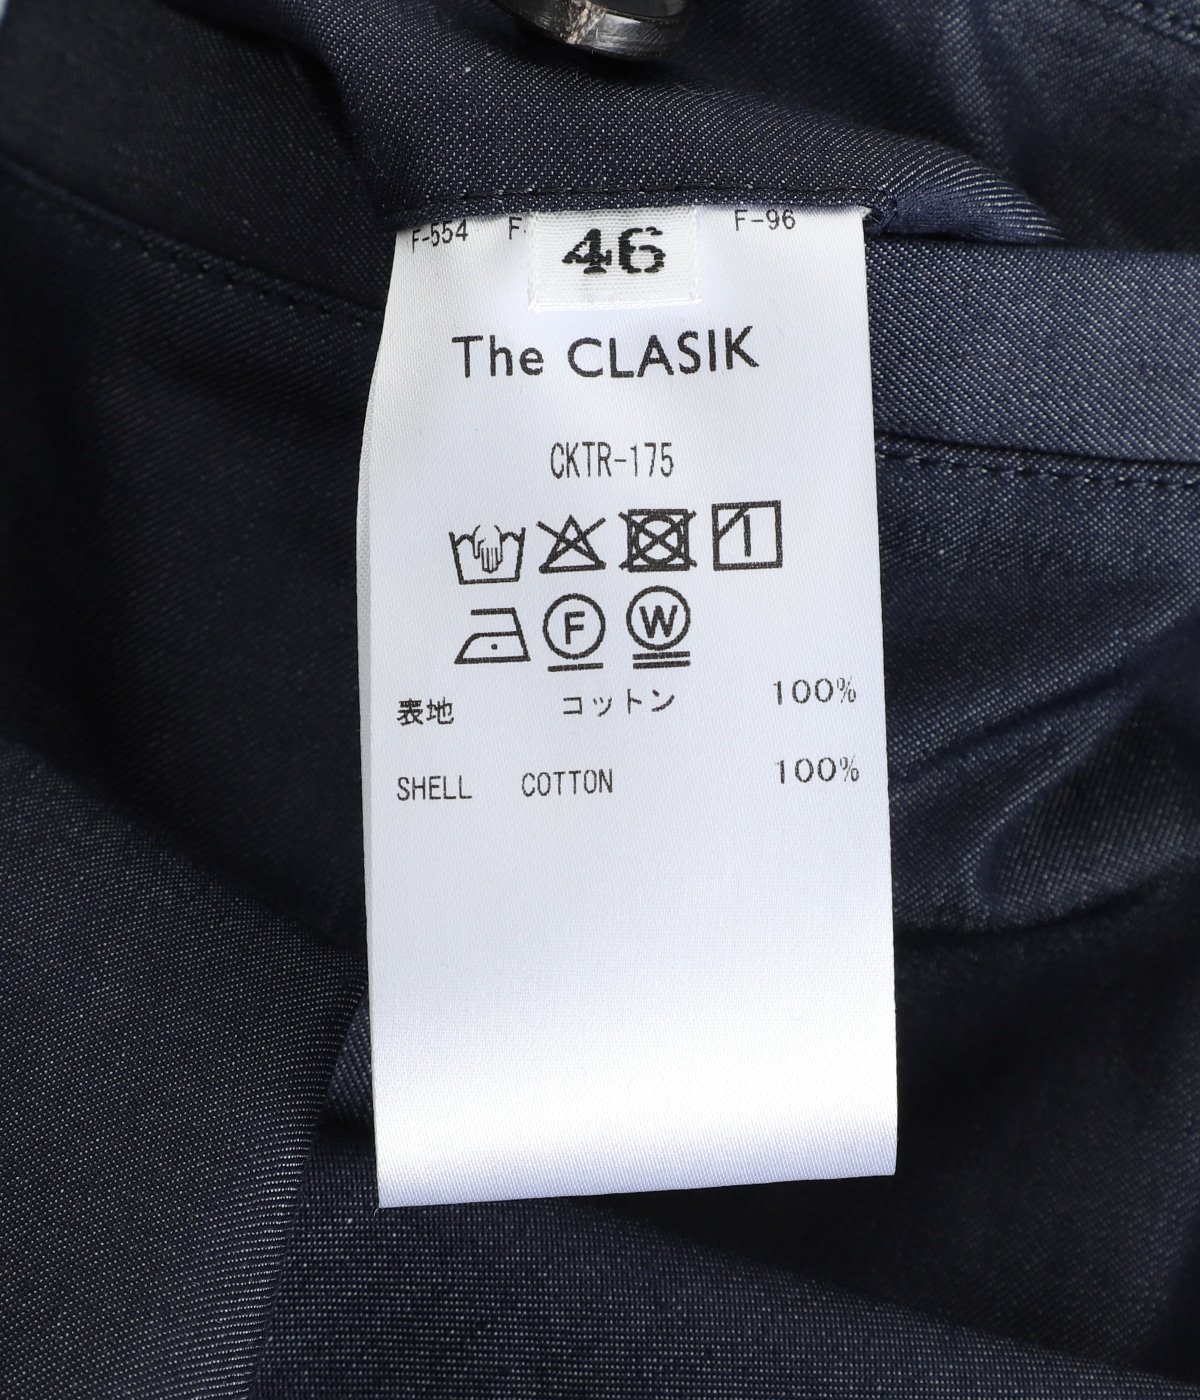 F-554 F- 46 F-96
The CLASIK
CKTR-175
F W
表地 コットン 100%
SHELL COTTON 100%